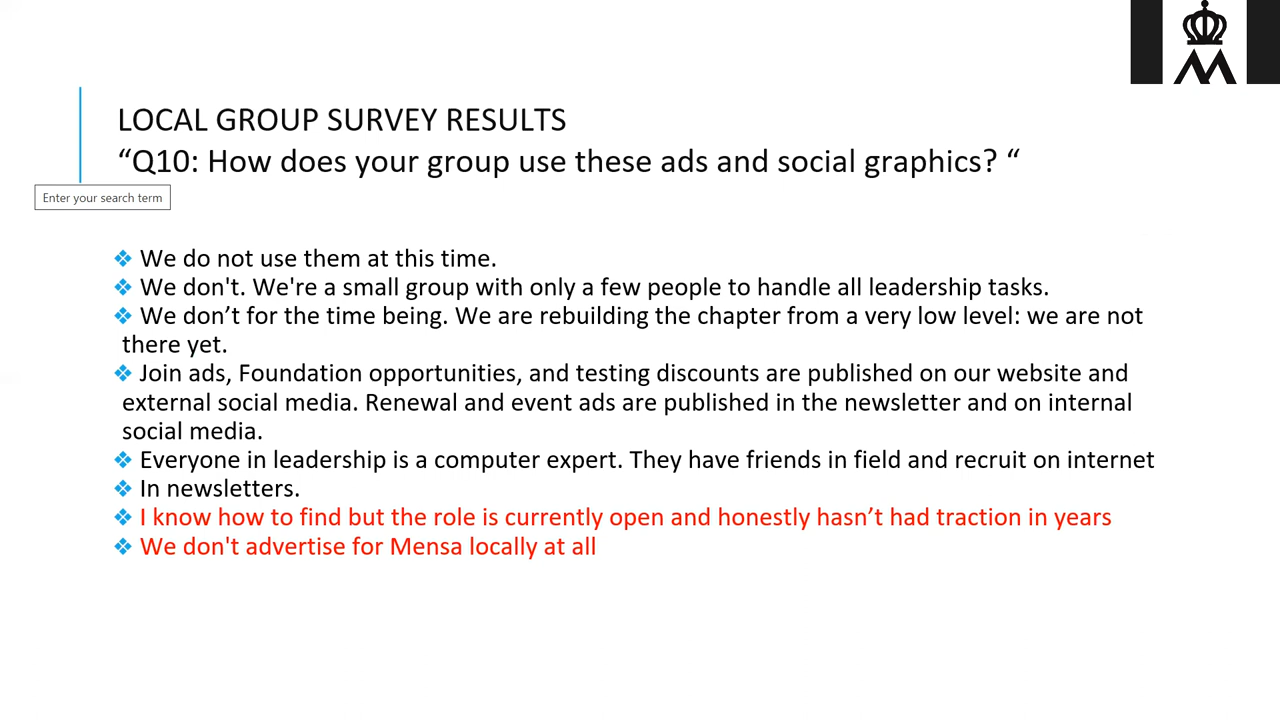 LOCAL GROUP SURVEY RESULTS
“Q10: How does your group use these ads and social graphics? “
Enter your search term
❖ We do not use them at this time.
❖ We don't. We're a small group with only a few people to handle all leadership tasks.
❖ We don’t for the time being. We are rebuilding the chapter from a very low level: we are not
there yet.
❖ Join ads, Foundation opportunities, and testing discounts are published on our website and
external social media. Renewal and event ads are published in the newsletter and on internal
social media.
❖ Everyone in leadership is a computer expert. They have friends in field and recruit on internet
❖ In newsletters.
❖ I know how to find but the role is currently open and honestly hasn’t had traction in years
❖ We don't advertise for Mensa locally at all